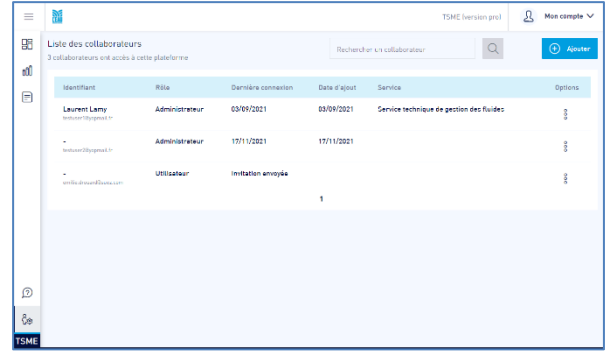 TSME (version pro)
Mon compte
Liste des collaborateurs
3 collaborateurs ont accès à cette plateforme
Rechercher un collaborateur
Ajouter
Identifiant Rôle Dernière connexion Date d'ajout Service Options
Laurent Lamy Administrateur 03/09/2021 03/09/2021 Service technique de gestion des fluides
- Administrateur 17/11/2021 17/11/2021
- Utilisateur Invitation envoyée
1
TSME